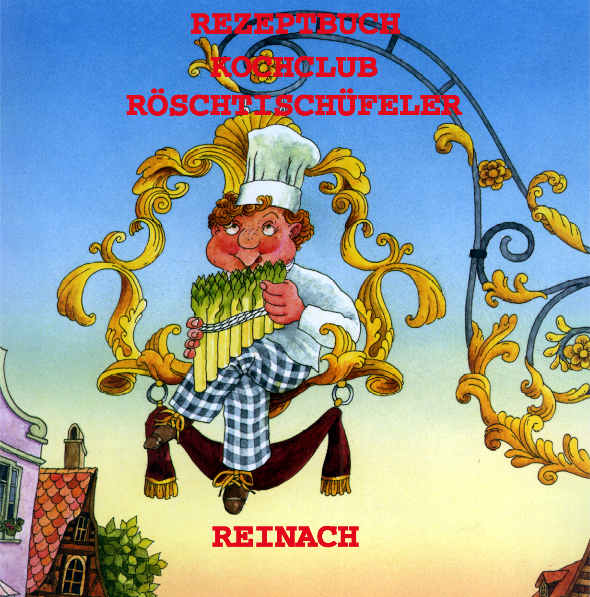 REZEPTBUCH
KOCHCLUB
RÖSCHTISCHÜFELER
REINACH